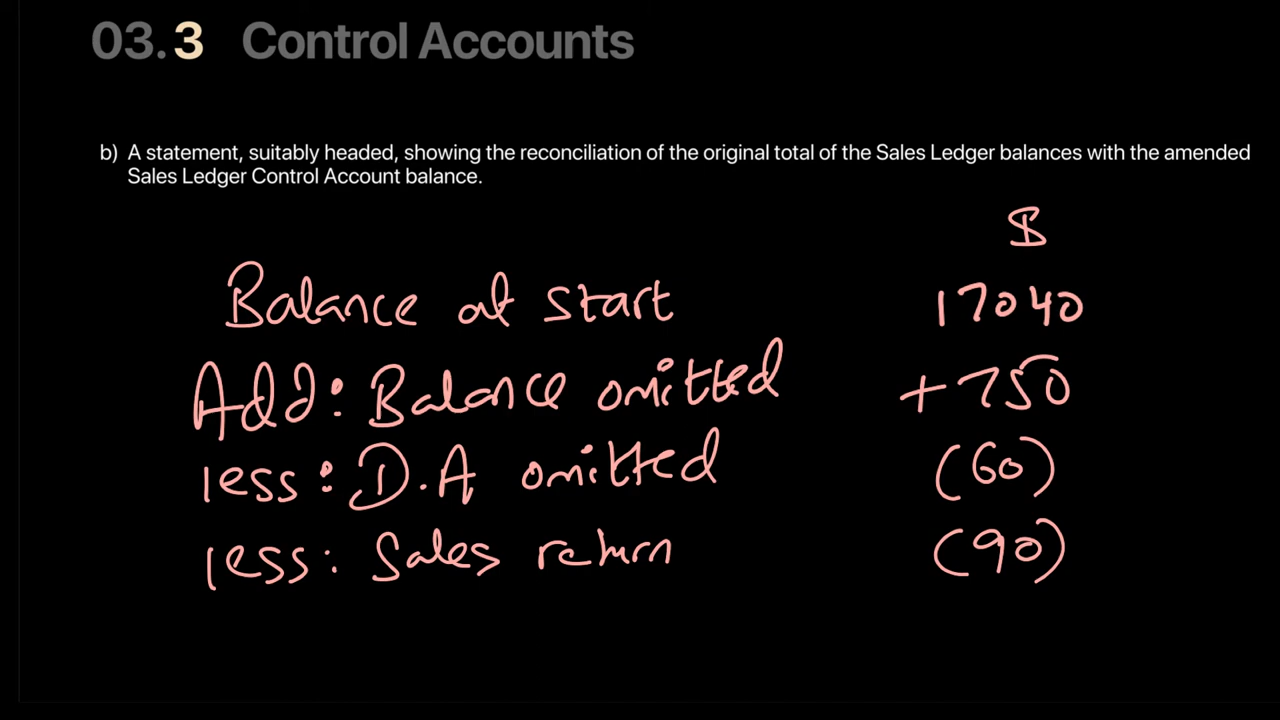 03.3 Control Accounts
b) A statement, suitably headed, showing the reconciliation of the original total of the Sales Ledger balances with the amended
Sales Ledger Control Account balance.
$
Balance at start 17040
Add: Balance omitted +750
less: D.A omitted (60)
less: Sales return (90)